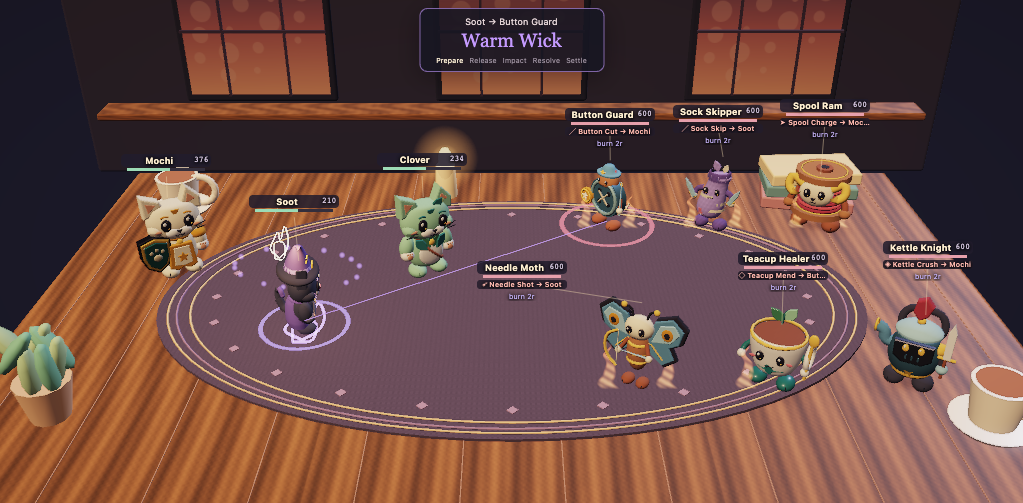 Soot → Button Guard
Warm Wick
Prepare Release Impact Resolve Settle
Mochi 376
Soot 210
Clover 234
Button Guard 600
Button Cut → Mochi
burn 2r
Sock Skipper 600
Sock Skip → Soot
burn 2r
Spool Ram 600
Spool Charge → Moc...
burn 2r
Needle Moth 600
Needle Shot → Soot
burn 2r
Teacup Healer 600
Teacup Mend → But...
burn 2r
Kettle Knight 600
Kettle Crush → Mochi
burn 2r